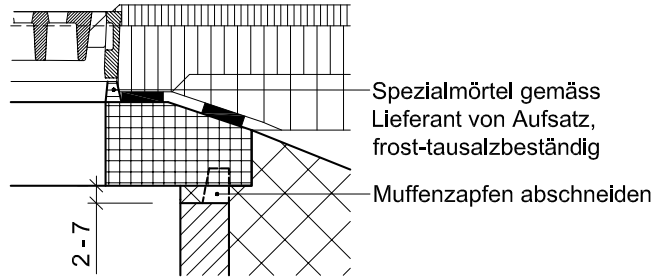 Spezialmörtel gemäss
Lieferant von Aufsatz,
frost-tausalzbeständig
Muffenzapfen abschneiden
2 - 7